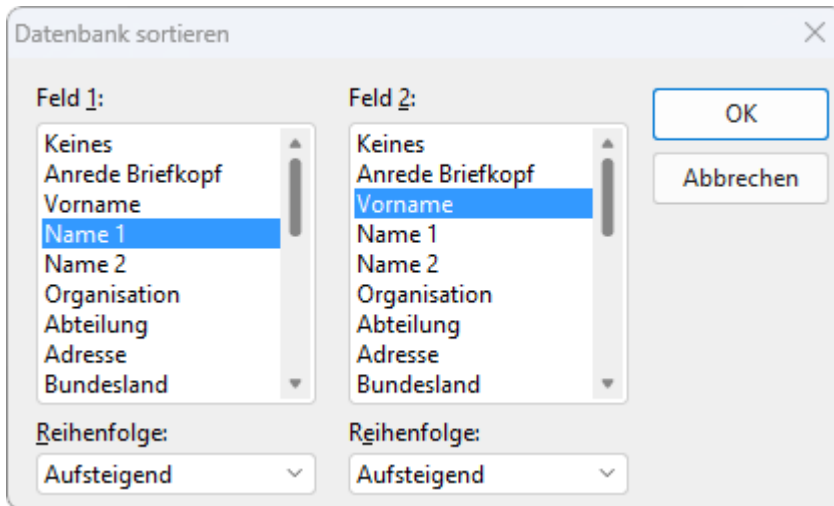 Datenbank sortieren
Feld 1:
Keines
Anrede Briefkopf
Vorname
Name 1
Name 2
Organisation
Abteilung
Adresse
Bundesland
Reihenfolge:
Aufsteigend
Feld 2:
Keines
Anrede Briefkopf
Vorname
Name 1
Name 2
Organisation
Abteilung
Adresse
Bundesland
Reihenfolge:
Aufsteigend
OK
Abbrechen